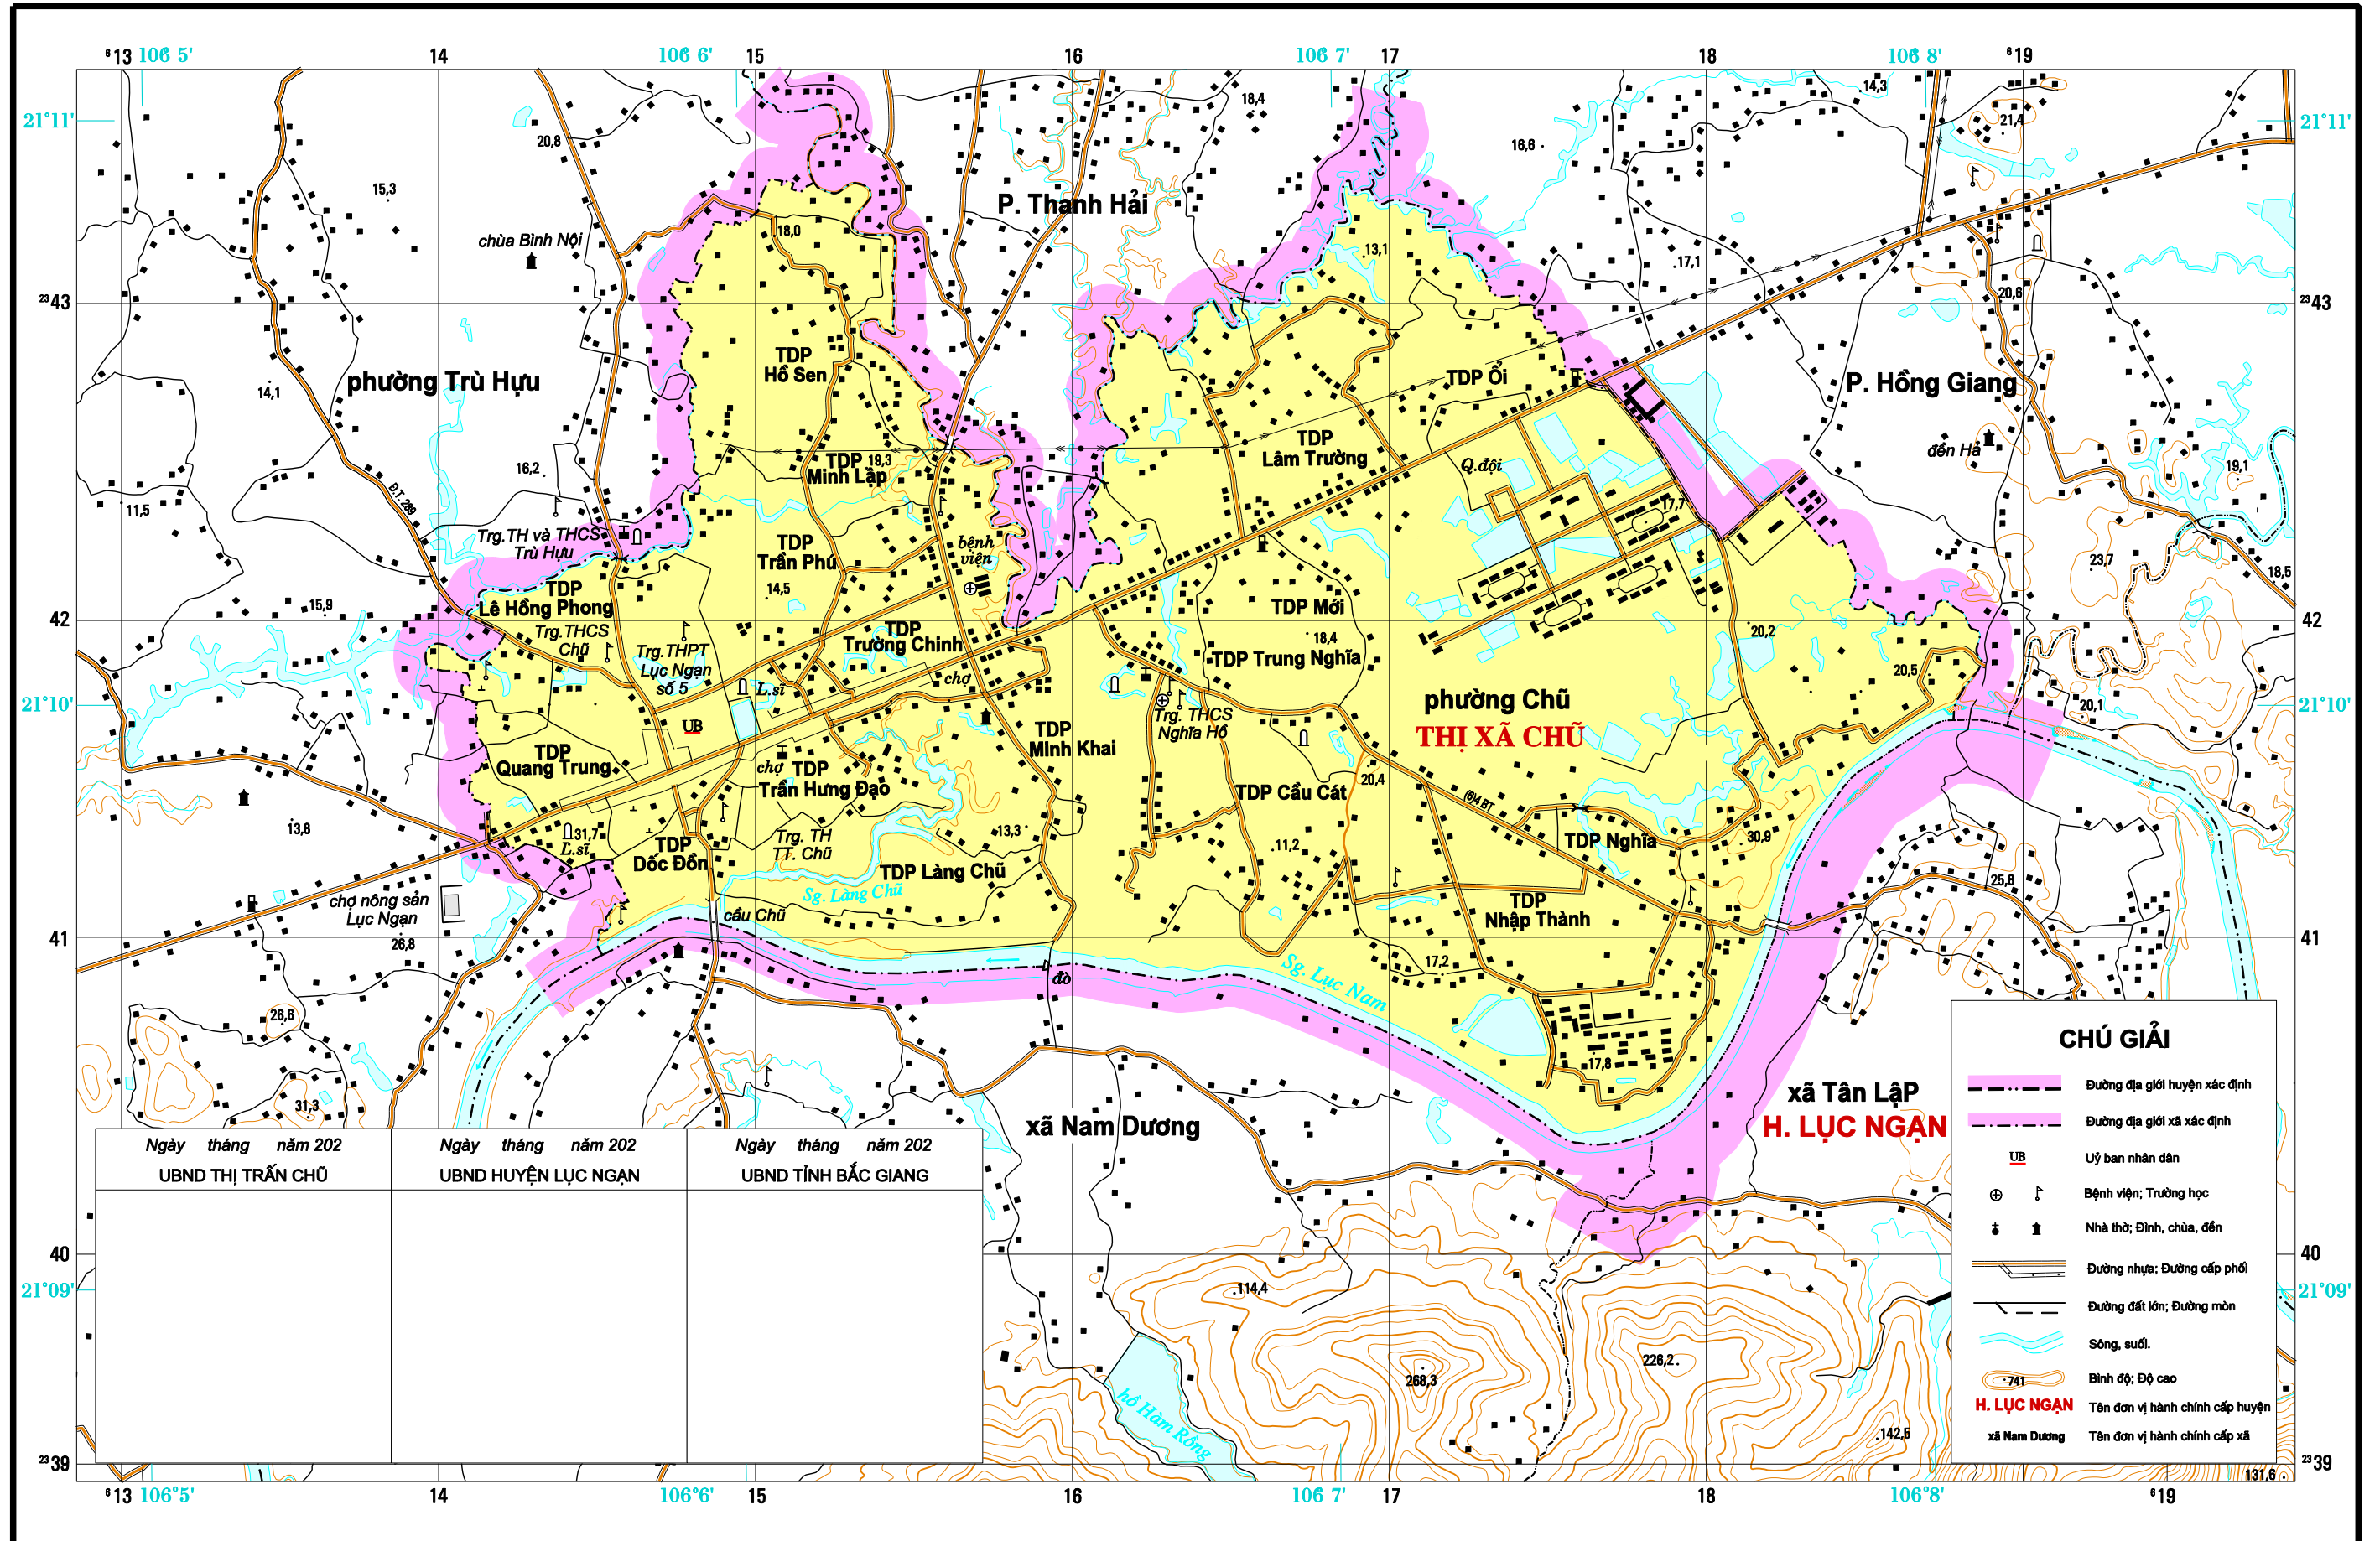 ⁶13 106 5' 14 106 6' 15 16 106 7' 17 18 106 8' ⁶19
21°11' 21°11'
14,3
18,4
21,4
20,8
16,6
15,3
P. Thanh Hải
18,0
chùa Bình Nội
13,1
17,1
20,6
²³43 ²³43
TDP
Hồ Sen
phường Trù Hựu
14,1
TDP Ổi
P. Hồng Giang
TDP
Lâm Trường
đền Hả
TDP
Minh Lập
19,3
16,2
Q.đội
19,1
Đ.T. 289
11,5
17,7
Trg.TH và THCS
Trù Hựu
TDP
Trần Phú
bệnh
viện
23,7
18,5
14,5
TDP
Lê Hồng Phong
15,9
TDP Mới
18,4
42 42
Trg.THCS
Chũ
TDP
Trường Chinh
20,2
Trg.THPT
Lục Ngạn
số 5
TDP Trung Nghĩa
20,5
L.sĩ
chợ
21°10' 21°10'
phường Chũ
THỊ XÃ CHŨ
20,1
UB
Trg. THCS
Nghĩa Hồ
TDP
Minh Khai
TDP
Quang Trung
chợ
TDP
Trần Hưng Đạo
20,4
TDP Cầu Cát
(6)4 BT
13,8
31,7
L.sĩ
13,3
Trg. TH
TT. Chũ
TDP Nghĩa
30,9
11,2
TDP
Dốc Đồn
TDP Làng Chũ
25,8
Sg. Làng Chũ
chợ nông sản
Lục Ngạn
cầu Chũ
TDP
Nhập Thành
26,8
41 41
17,2
Sg. Lục Nam
đò
26,6
17,8
31,3
xã Tân LậP
H. LỤC NGẠN
xã Nam Dương
Ngày tháng năm 202
UBND THỊ TRẤN CHŨ
Ngày tháng năm 202
UBND HUYỆN LỤC NGẠN
Ngày tháng năm 202
UBND TỈNH BẮC GIANG
40 40
21°09' 21°09'
114,4
268,3
226,2
142,5
hồ Hàm Rồng
131,6
²³39 ²³39
CHÚ GIẢI
Đường địa giới huyện xác định
Đường địa giới xã xác định
UB Uỷ ban nhân dân
Bệnh viện; Trường học
Nhà thờ; Đình, chùa, đền
Đường nhựa; Đường cấp phối
Đường đất lớn; Đường mòn
Sông, suối.
741 Bình độ; Độ cao
H. LỤC NGẠN Tên đơn vị hành chính cấp huyện
xã Nam Dương Tên đơn vị hành chính cấp xã
⁶13 106°5' 14 106°6' 15 16 106 7' 17 18 106°8' ⁶19